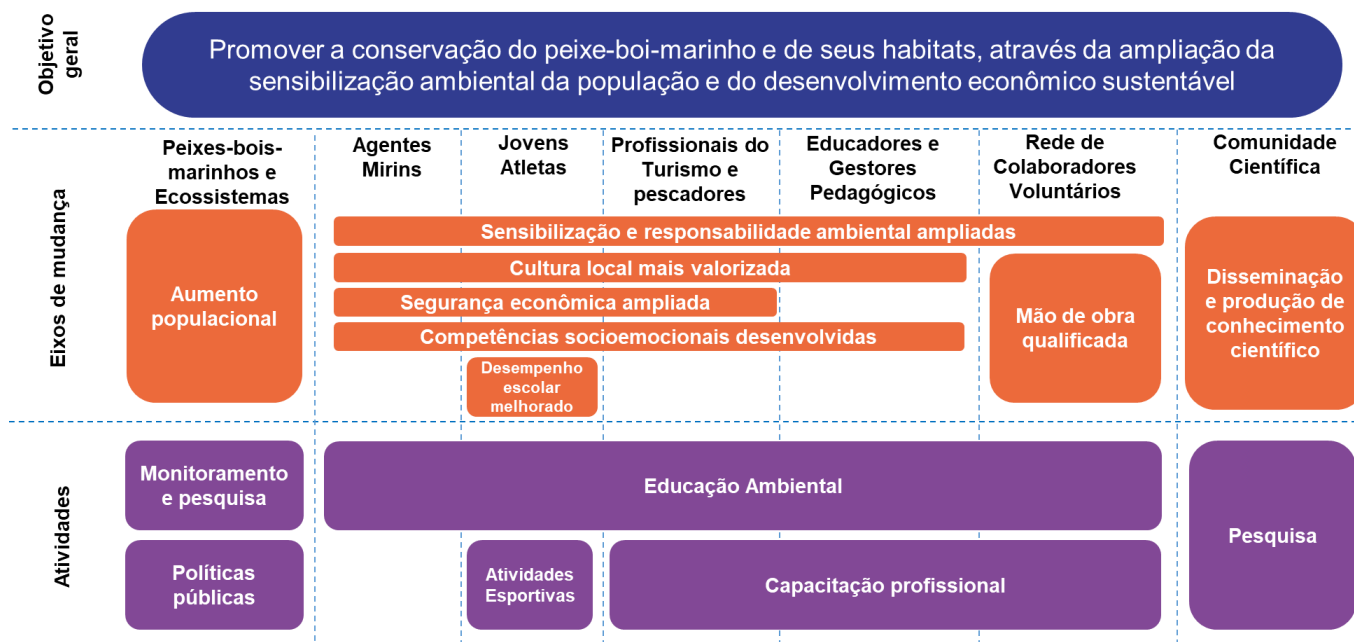 Objetivo
geral
Promover a conservação do peixe-boi-marinho e de seus habitats, através da ampliação da
sensibilização ambiental da população e do desenvolvimento econômico sustentável
Eixos de mudança
Peixes-bois-
marinhos e
Ecossistemas
Agentes
Mirins
Jovens
Atletas
Profissionais do
Turismo e
pescadores
Educadores e
Gestores
Pedagógicos
Rede de
Colaboradores
Voluntários
Comunidade
Científica
Aumento
populacional
Sensibilização e responsabilidade ambiental ampliadas
Cultura local mais valorizada
Segurança econômica ampliada
Competências socioemocionais desenvolvidas
Desempenho
escolar
melhorado
Mão de obra
qualificada
Disseminação
e produção de
conhecimento
científico
Atividades
Monitoramento
e pesquisa
Educação Ambiental
Pesquisa
Políticas
públicas
Atividades
Esportivas
Capacitação profissional